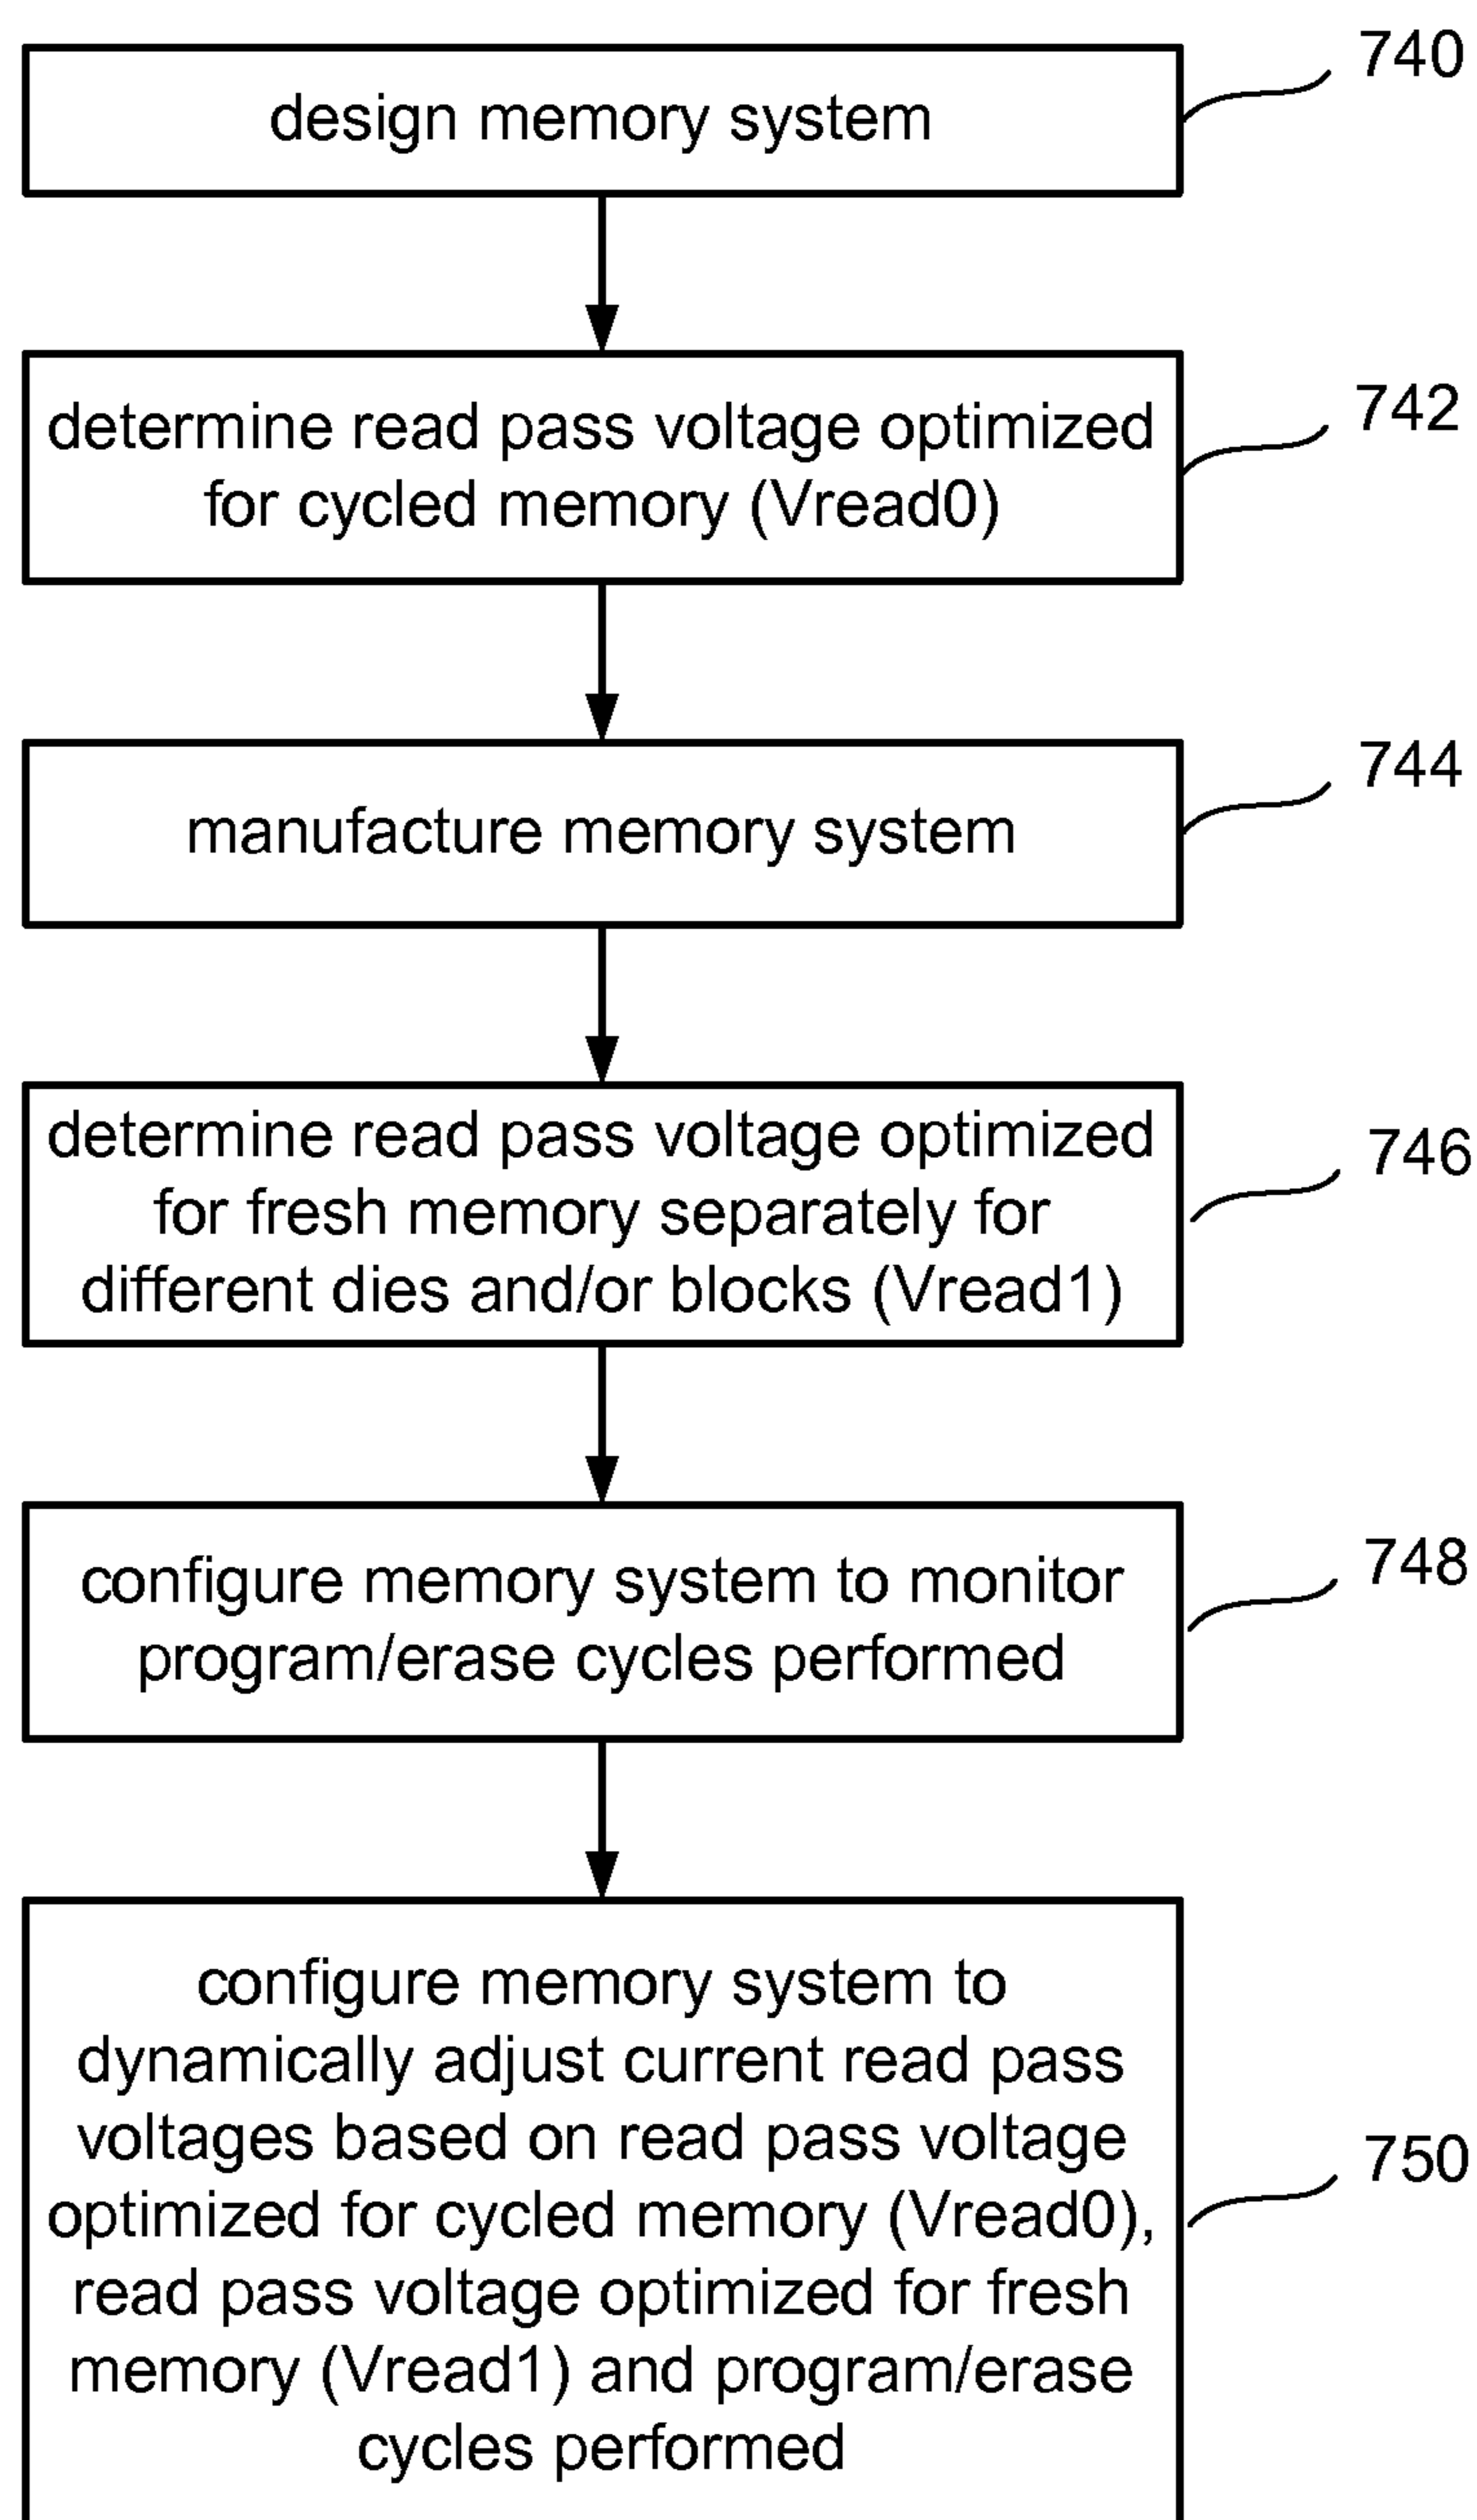 740
design memory system
742
determine read pass voltage optimized
for cycled memory (Vread0)
744
manufacture memory system
746
determine read pass voltage optimized
for fresh memory separately for
different dies and/or blocks (Vread1)
748
configure memory system to monitor
program/erase cycles performed
750
configure memory system to
dynamically adjust current read pass
voltages based on read pass voltage
optimized for cycled memory (Vread0),
read pass voltage optimized for fresh
memory (Vread1) and program/erase
cycles performed